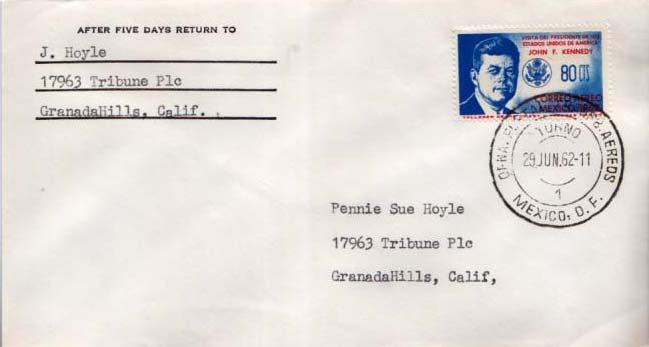 AFTER FIVE DAYS RETURN TO
J. Hoyle
17963 Tribune Plc
GranadaHills, Calif.
VISITA DEL PRESIDENTE DE LOS
ESTADOS UNIDOS DE AMERICA
JOHN F. KENNEDY
80 cts
CORREO AEREO
MEXICO
TURNO
AEREOS
29 JUN. 62-11
1
MEXICO, D. F.
Pennie Sue Hoyle
17963 Tribune Plc
GranadaHills, Calif,